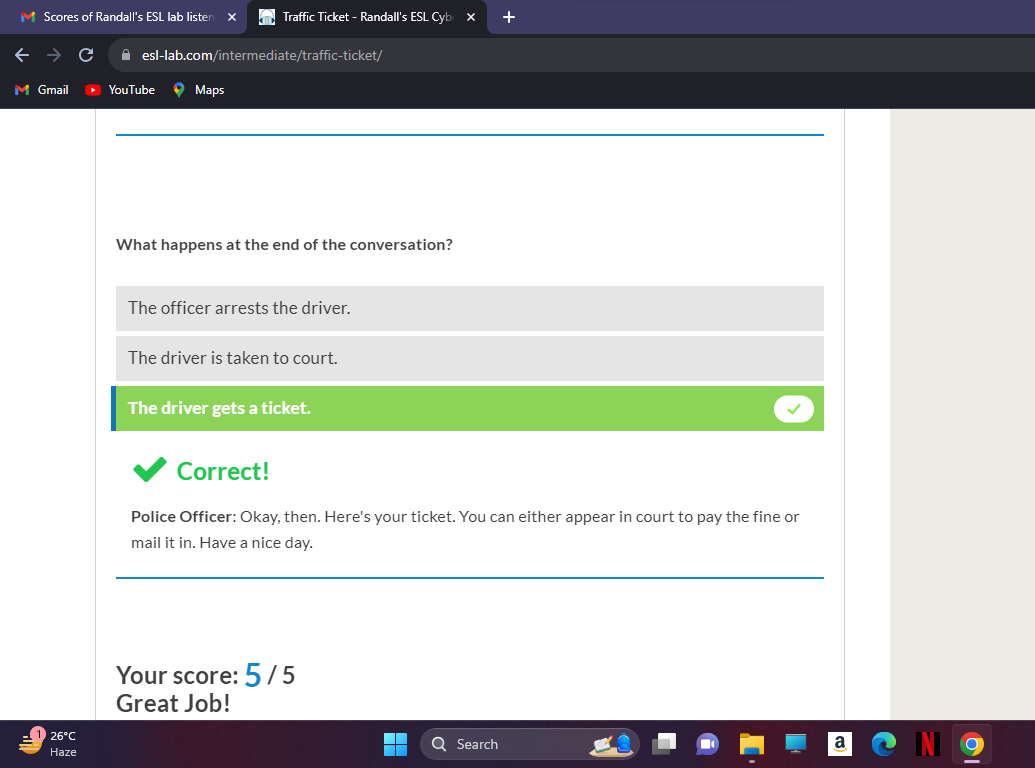 Scores of Randall's ESL lab listen
Traffic Ticket - Randall's ESL Cyb
esl-lab.com/intermediate/traffic-ticket/
Gmail YouTube Maps
What happens at the end of the conversation?
The officer arrests the driver.
The driver is taken to court.
The driver gets a ticket.
Correct!
Police Officer: Okay, then. Here's your ticket. You can either appear in court to pay the fine or
mail it in. Have a nice day.
Your score: 5 / 5
Great Job!
1
26°C
Haze
Search
a
N